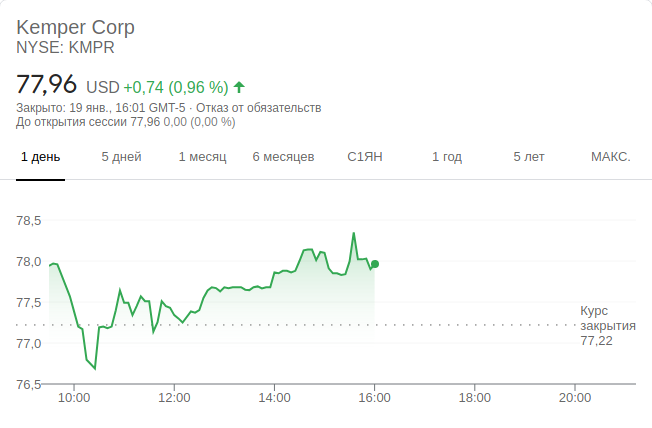 Kemper Corp
NYSE: KMPR
77,96 USD +0,74 (0,96 %)
Закрыто: 19 янв., 16:01 GMT-5 · Отказ от обязательств
До открытия сессии 77,96 0,00 (0,00 %)
1 день 5 дней 1 месяц 6 месяцев С1ЯН 1 год 5 лет МАКС.
78,5
78,0
77,5
77,0
76,5
Курс
закрытия
77,22
10:00 12:00 14:00 16:00 18:00 20:00